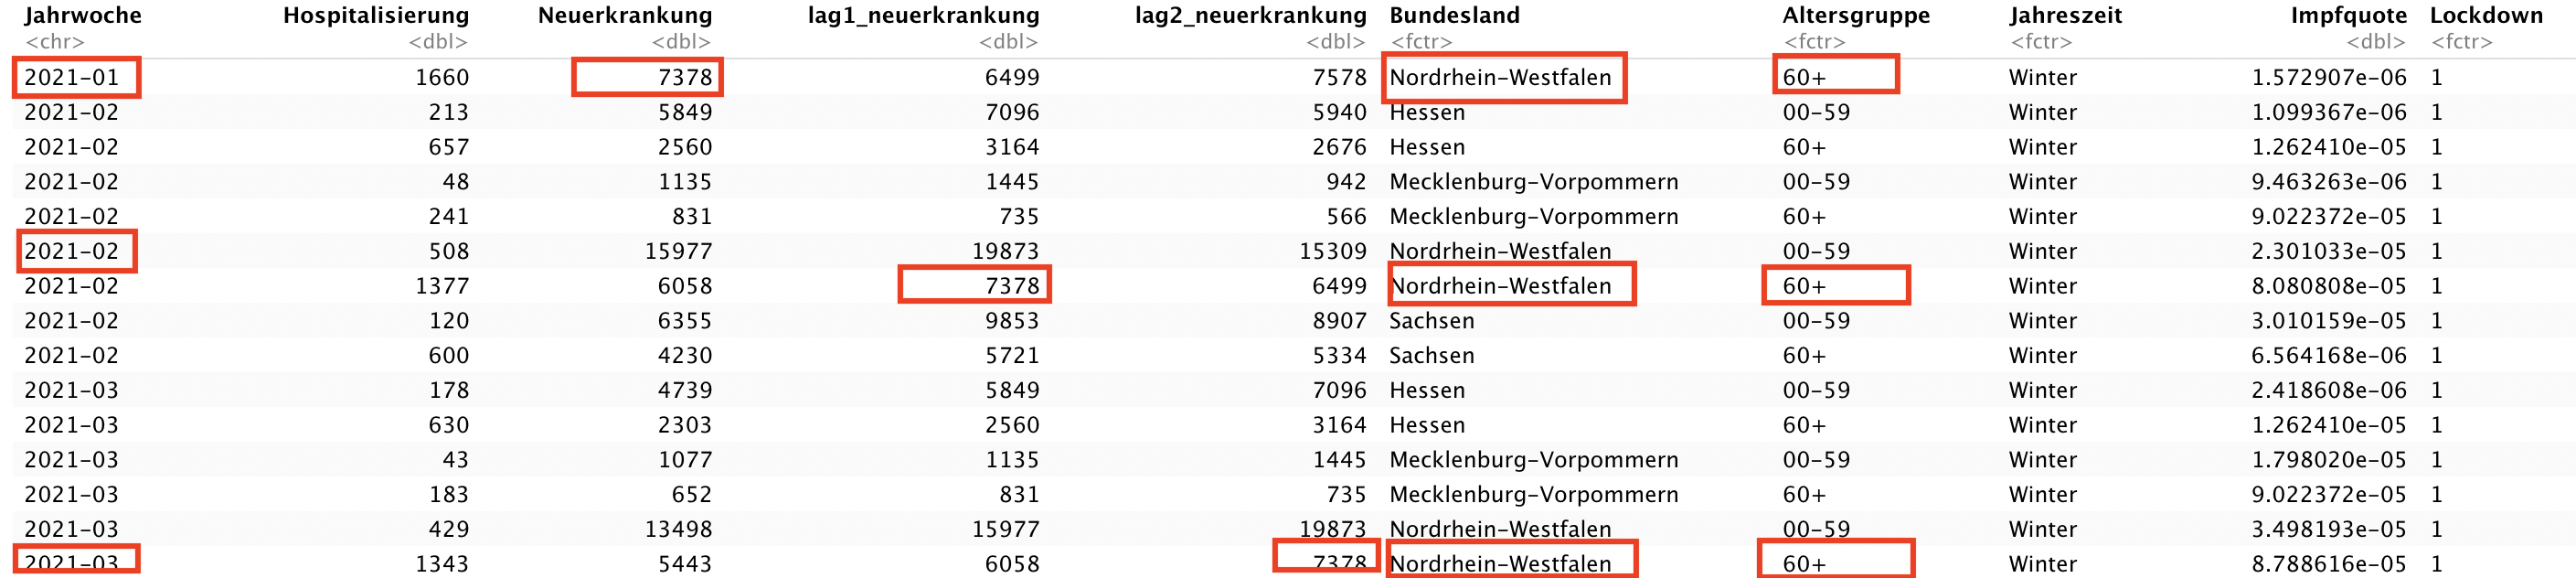 Jahrwoche Hospitalisierung Neuerkrankung lag1_neuerkrankung lag2_neuerkrankung Bundesland Altersgruppe Jahreszeit Impfquote Lockdown
<chr> <dbl> <dbl> <dbl> <dbl> <fctr> <fctr> <fctr> <dbl> <fctr>
2021-01 1660 7378 6499 7578 Nordrhein-Westfalen 60+ Winter 1.572907e-06 1
2021-02 213 5849 7096 5940 Hessen 00-59 Winter 1.099367e-06 1
2021-02 657 2560 3164 2676 Hessen 60+ Winter 1.262410e-05 1
2021-02 48 1135 1445 942 Mecklenburg-Vorpommern 00-59 Winter 9.463263e-06 1
2021-02 241 831 735 566 Mecklenburg-Vorpommern 60+ Winter 9.022372e-05 1
2021-02 508 15977 19873 15309 Nordrhein-Westfalen 00-59 Winter 2.301033e-05 1
2021-02 1377 6058 7378 6499 Nordrhein-Westfalen 60+ Winter 8.080808e-05 1
2021-02 120 6355 9853 8907 Sachsen 00-59 Winter 3.010159e-05 1
2021-02 600 4230 5721 5334 Sachsen 60+ Winter 6.564168e-06 1
2021-03 178 4739 5849 7096 Hessen 00-59 Winter 2.418608e-06 1
2021-03 630 2303 2560 3164 Hessen 60+ Winter 1.262410e-05 1
2021-03 43 1077 1135 1445 Mecklenburg-Vorpommern 00-59 Winter 1.798020e-05 1
2021-03 183 652 831 735 Mecklenburg-Vorpommern 60+ Winter 9.022372e-05 1
2021-03 429 13498 15977 19873 Nordrhein-Westfalen 00-59 Winter 3.498193e-05 1
2021-03 1343 5443 6058 7378 Nordrhein-Westfalen 60+ Winter 8.788616e-05 1